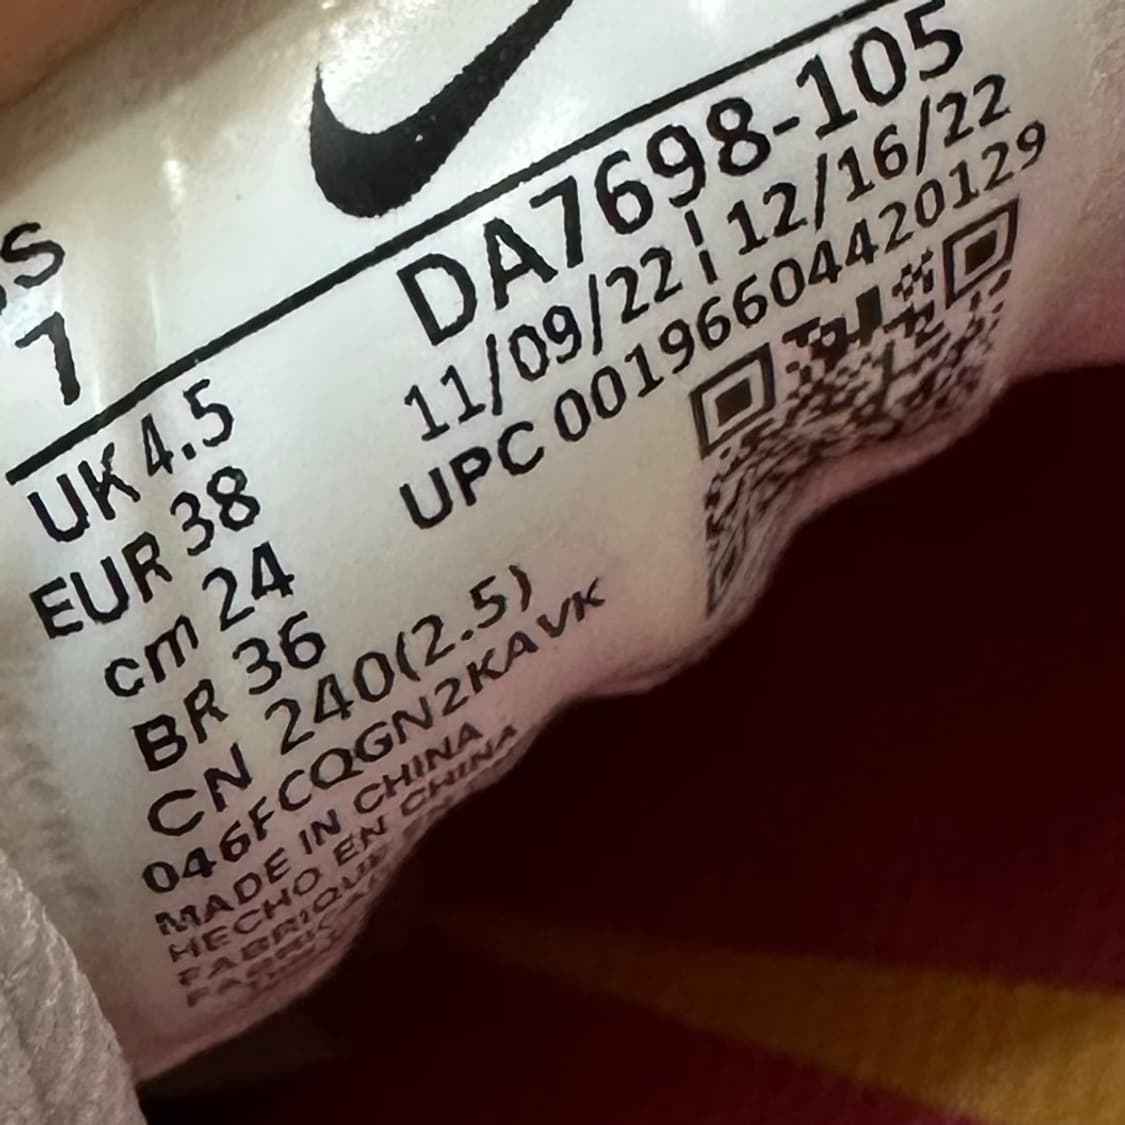 S
7
DA7698-105
11/09/22 ¦ 12/16/22
UPC 00196604420129
UK 4.5
EUR 38
cm 24
BR 36
CN 240(2.5)
046FCQGN2KAVK
MADE IN CHINA
HECHO EN CHINA